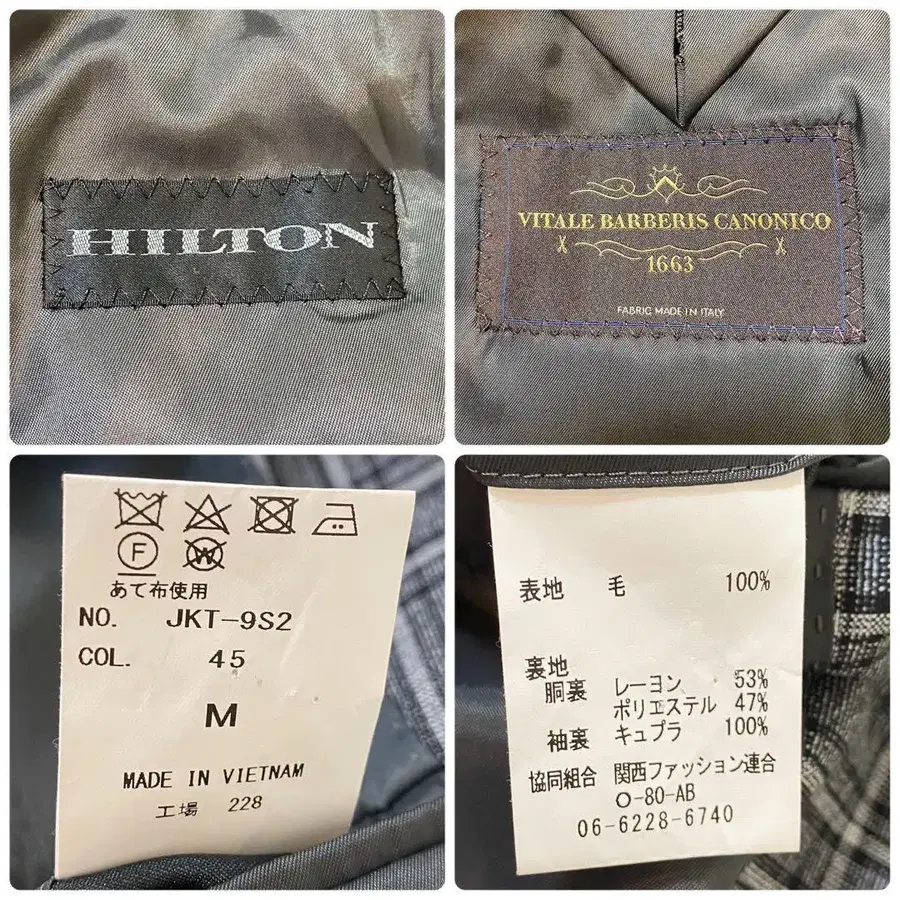 HILTON
VITALE BARBERIS CANONICO
1663
FABRIC MADE IN ITALY
F
W
あて布使用
NO. JKT-9S2
COL. 45
M
MADE IN VIETNAM
工場 228
表地 毛 100%
裏地
胴裏 レーヨン 53%
ポリエステル 47%
袖裏 キュプラ 100%
協同組合 関西ファッション連合
O-80-AB
06-6228-6740